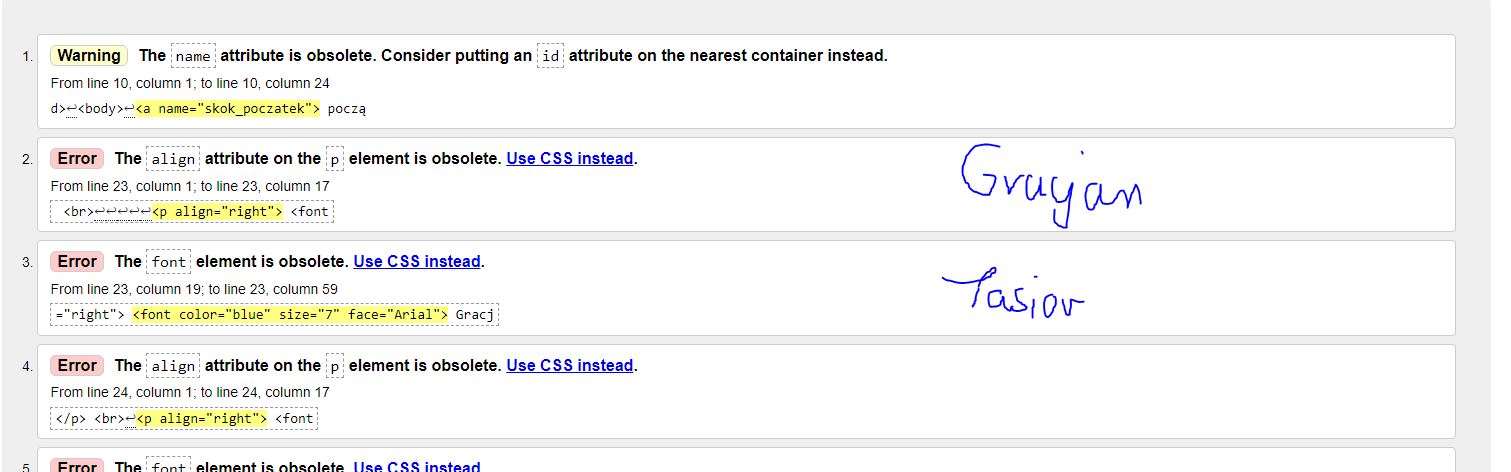 1. Warning The name attribute is obsolete. Consider putting an id attribute on the nearest container instead.
From line 10, column 1; to line 10, column 24
d>↩<body>↩<a name="skok_poczatek"> począ
2. Error The align attribute on the p element is obsolete. Use CSS instead.
From line 23, column 1; to line 23, column 17
<br>↩↩↩↩↩<p align="right"> <font
Gracjan
3. Error The font element is obsolete. Use CSS instead.
From line 23, column 19; to line 23, column 59
="right"> <font color="blue" size="7" face="Arial"> Gracj
Tasior
4. Error The align attribute on the p element is obsolete. Use CSS instead.
From line 24, column 1; to line 24, column 17
</p> <br>↩<p align="right"> <font
5. Error The font element is obsolete. Use CSS instead.